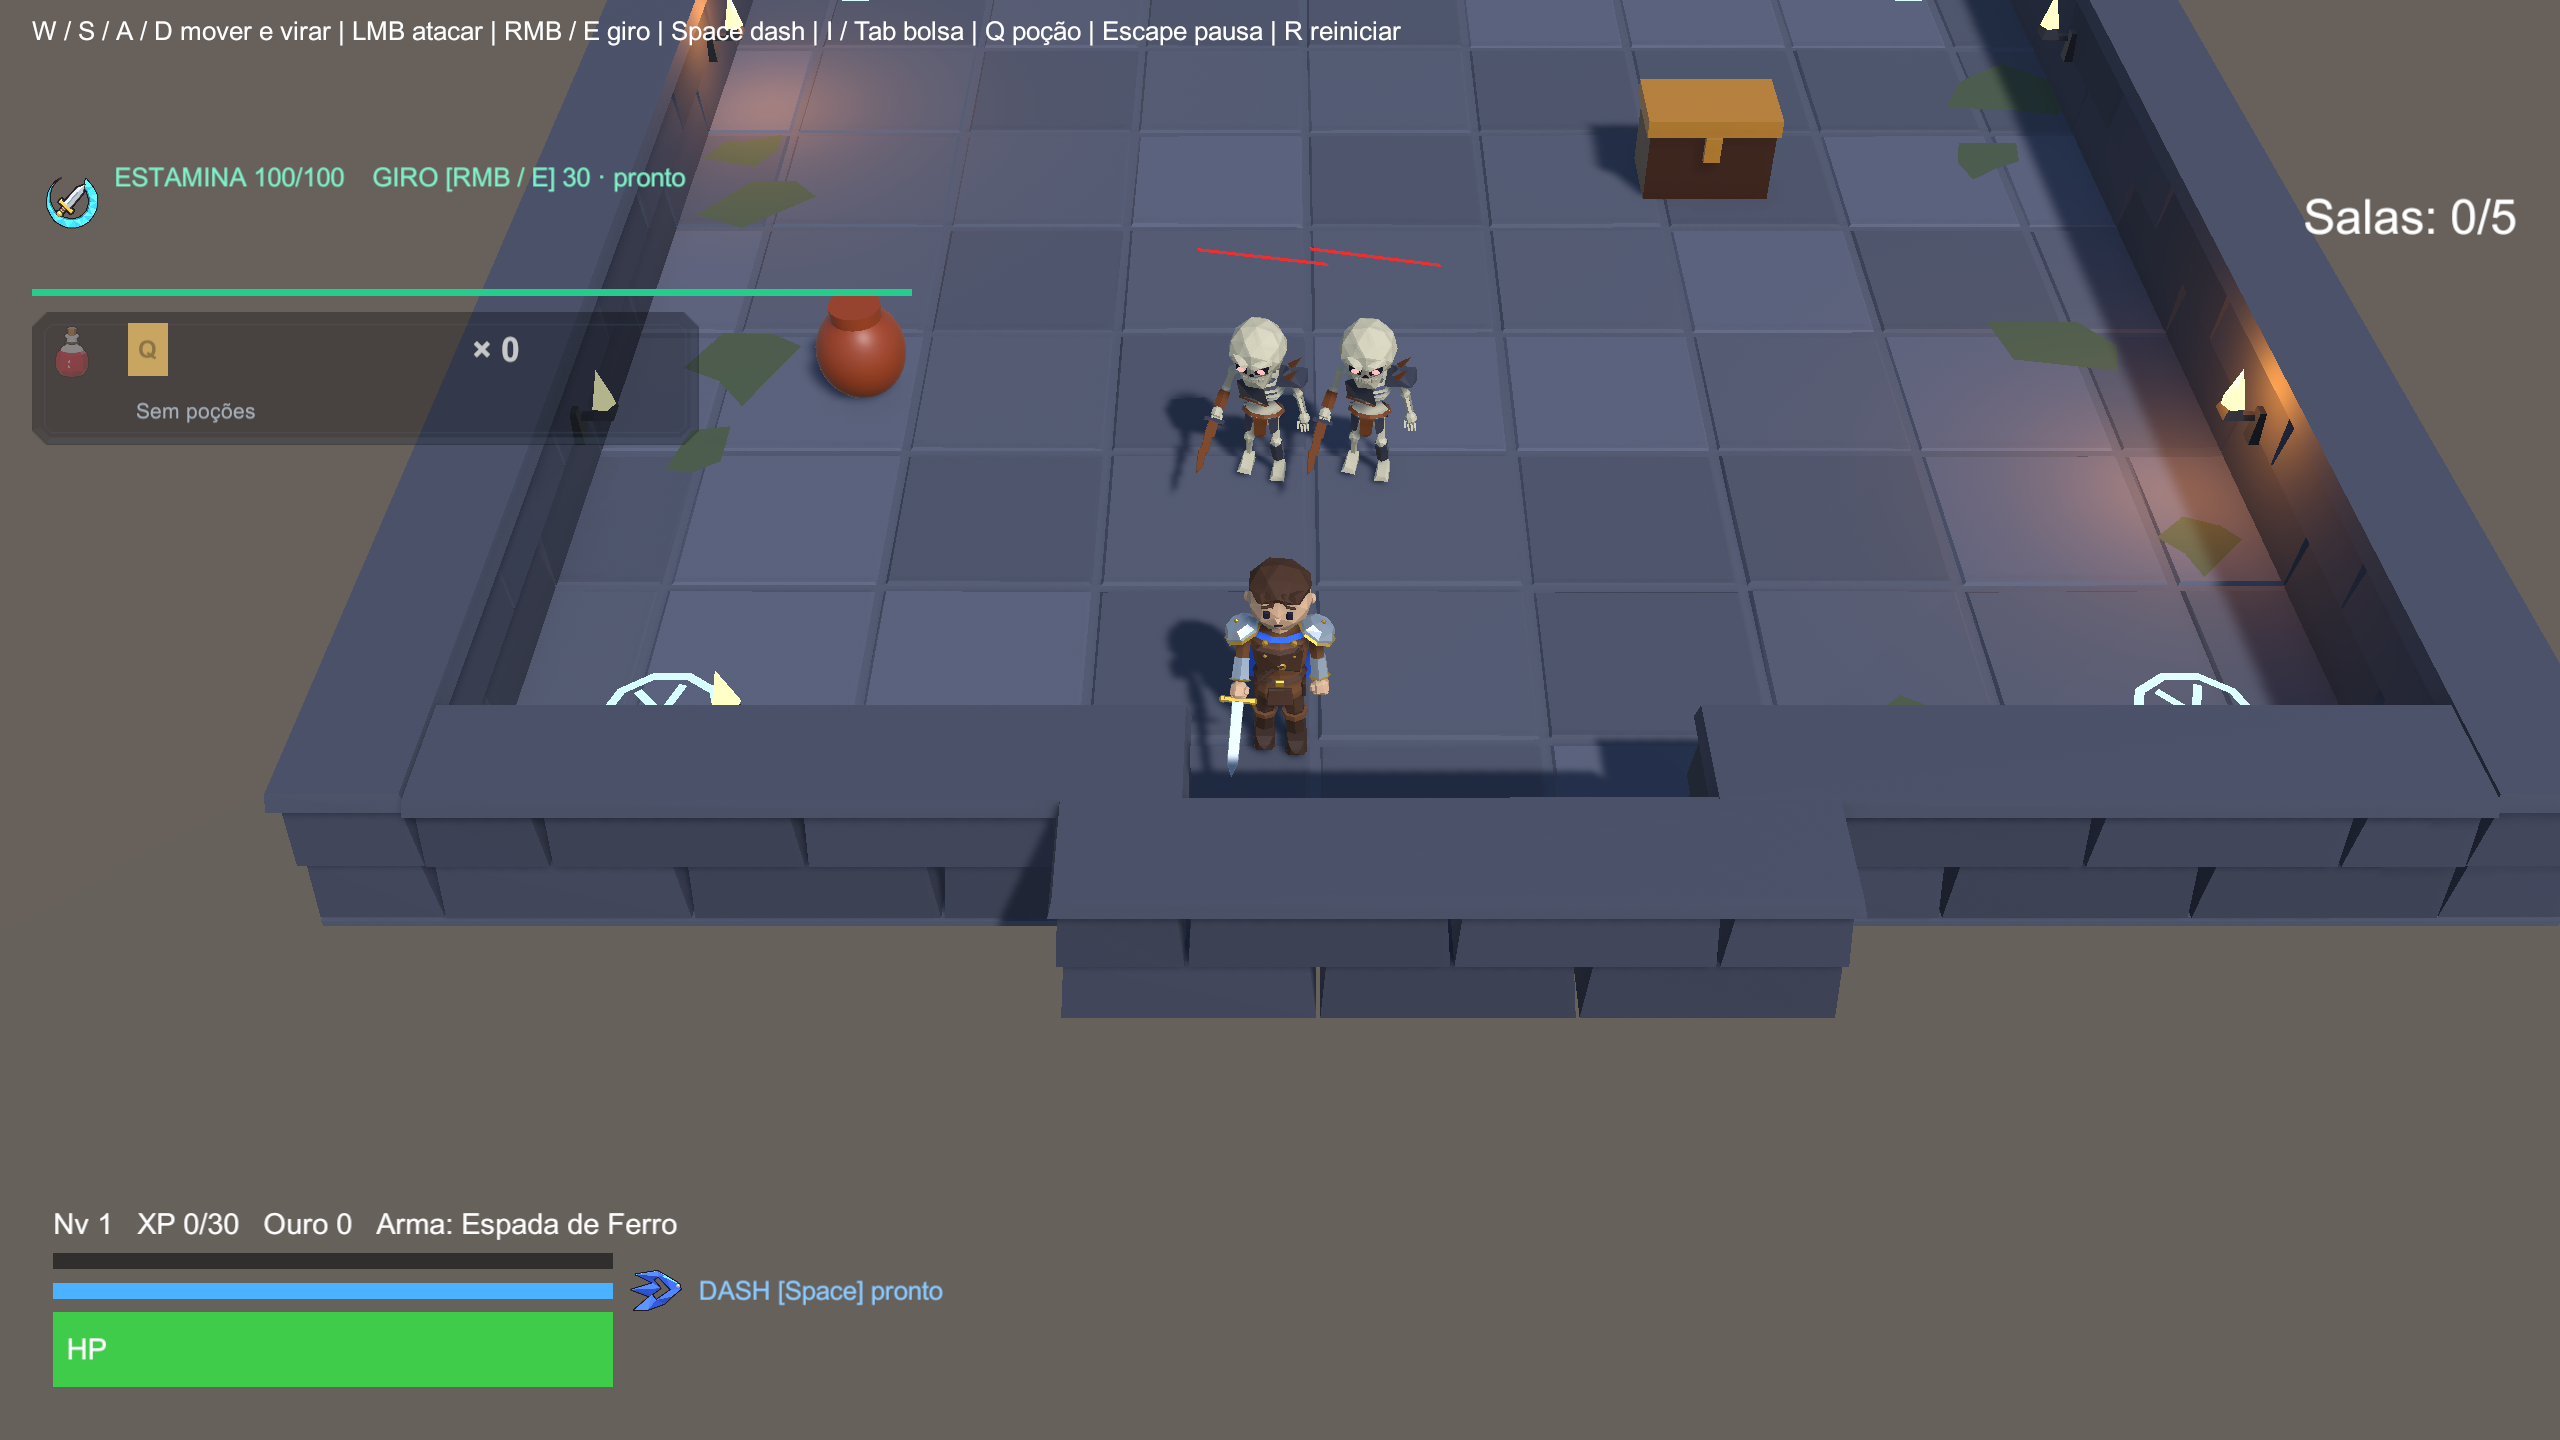 W / S / A / D mover e virar | LMB atacar | RMB / E giro | Space dash | I / Tab bolsa | Q poção | Escape pausa | R reiniciar
ESTAMINA 100/100 GIRO [RMB / E] 30 · pronto
Salas: 0/5
Q × 0
Sem poções
Nv 1 XP 0/30 Ouro 0 Arma: Espada de Ferro
DASH [Space] pronto
HP